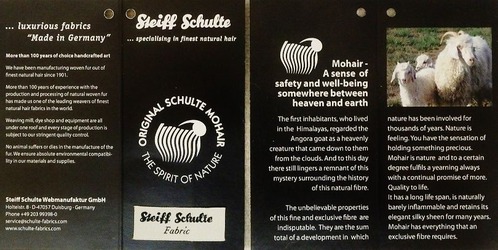 ... luxurious fabrics
"Made in Germany"
More than 100 years of choice handcrafted art
We have been manufacturing woven fur out of
finest natural hair since 1901.
More than 100 years of experience with the
production and processing of natural woven fur
has made us one of the leading weavers of finest
natural hair fabrics in the world.
Weaving mill, dye shop and equipment are all
under one roof and every stage of production is
subject to our stringent quality control.
No animal suffers or dies in the manufacture of the
fur. We ensure absolute environmental compatibi-
lity in our materials and supplies.
Steiff Schulte Webmanufaktur GmbH
Holteier. 8 - D-47057 Duisburg - Germany
Phone +49 203 99398-0
service@schulte-fabrics.com
www.schulte-fabrics.com
Steiff Schulte
... specialising in finest natural hair
ORIGINAL SCHULTE MOHAIR
THE SPIRIT OF NATURE
Steiff Schulte
Fabric
Mohair -
A sense of
safety and well-being
somewhere between
heaven and earth
The first inhabitants, who lived
in the Himalayas, regarded the
Angora goat as a heavenly
creature that came down to them
from the clouds. And to this day
there still lingers a remnant of this
mystery surrounding the history
of this natural fibre.
The unbelievable properties
of this fine and exclusive fibre are
indisputable. They are the sum
total of a development in which
nature has been involved for
thousands of years. Nature is
feeling. You have the sensation of
holding something precious.
Mohair is nature and to a certain
degree fulfils a yearning always
with a continual promise of more.
Quality to life.
It has a long life span, is naturally
barely inflammable and retains its
elegant silky sheen for many years.
Mohair has everything that an
exclusive fibre requires.